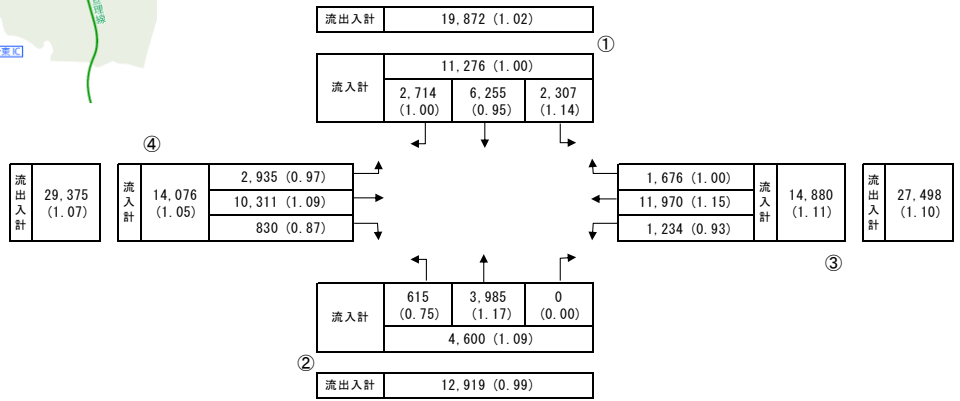 理線
東IC
流出入計 19,872 (1.02)
①
流入計
11,276 (1.00)
2,714 6,255 2,307
(1.00) (0.95) (1.14)
④
流出入計
29,375
(1.07)
流入計
14,076
(1.05)
2,935 (0.97)
10,311 (1.09)
830 (0.87)
1,676 (1.00)
11,970 (1.15)
1,234 (0.93)
流入計
14,880
(1.11)
流出入計
27,498
(1.10)
③
流入計
615 3,985 0
(0.75) (1.17) (0.00)
4,600 (1.09)
②
流出入計 12,919 (0.99)